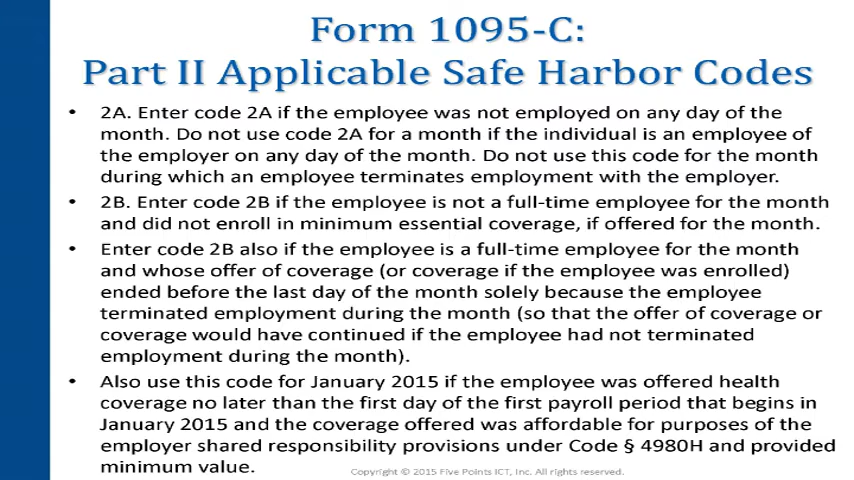 Form 1095-C:
Part II Applicable Safe Harbor Codes
• 2A. Enter code 2A if the employee was not employed on any day of the
month. Do not use code 2A for a month if the individual is an employee of
the employer on any day of the month. Do not use this code for the month
during which an employee terminates employment with the employer.
• 2B. Enter code 2B if the employee is not a full-time employee for the month
and did not enroll in minimum essential coverage, if offered for the month.
• Enter code 2B also if the employee is a full-time employee for the month
and whose offer of coverage (or coverage if the employee was enrolled)
ended before the last day of the month solely because the employee
terminated employment during the month (so that the offer of coverage or
coverage would have continued if the employee had not terminated
employment during the month).
• Also use this code for January 2015 if the employee was offered health
coverage no later than the first day of the first payroll period that begins in
January 2015 and the coverage offered was affordable for purposes of the
employer shared responsibility provisions under Code § 4980H and provided
minimum value.
Copyright © 2015 Five Points ICT, Inc. All rights reserved.